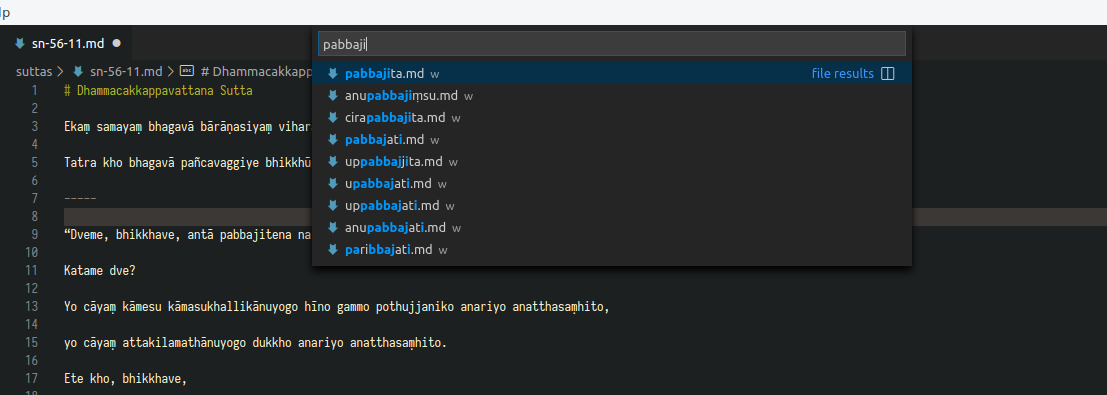 lp
sn-56-11.md
suttas > sn-56-11.md > abc # Dhammacakkapp
pabbaji
pabbajita.md w file results
anupabbajiṃsu.md w
cirapabbajita.md w
pabbajati.md w
uppabbajjita.md w
upabbajati.md w
uppabbajati.md w
anupabbajati.md w
paribbajati.md w
1 # Dhammacakkappavattana Sutta
2
3 Ekaṃ samayaṃ bhagavā bārāṇasiyaṃ vihar
4
5 Tatra kho bhagavā pañcavaggiye bhikkhū
6
7 -----
8
9 “Dveme, bhikkhave, antā pabbajitena na
10
11 Katame dve?
12
13 Yo cāyaṃ kāmesu kāmasukhallikānuyogo hīno gammo pothujjaniko anariyo anatthasaṃhito,
14
15 yo cāyaṃ attakilamathānuyogo dukkho anariyo anatthasaṃhito.
16
17 Ete kho, bhikkhave,
18